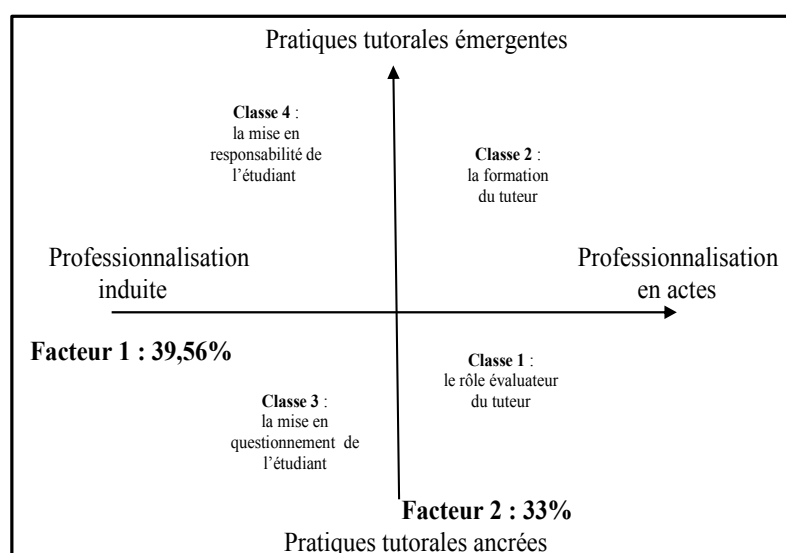 Pratiques tutorales émergentes
Classe 4 :
la mise en
responsabilité de
l'étudiant
Classe 2 :
la formation
du tuteur
Professionnalisation
induite
Professionnalisation
en actes
Facteur 1 : 39,56%
Classe 1 :
le rôle évaluateur
du tuteur
Classe 3 :
la mise en
questionnement de
l'étudiant
Facteur 2 : 33%
Pratiques tutorales ancrées